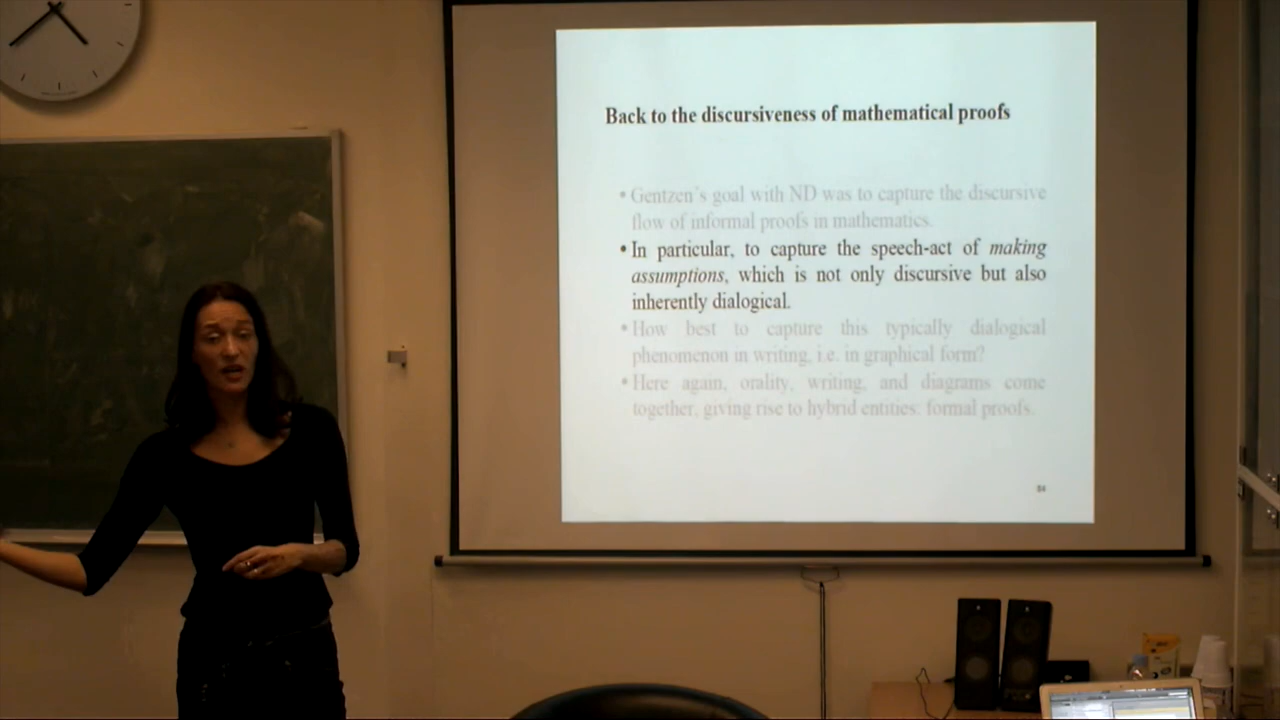 Back to the discursiveness of mathematical proofs
• Gentzen's goal with ND was to capture the discursive
flow of informal proofs in mathematics.
• In particular, to capture the speech-act of making
assumptions, which is not only discursive but also
inherently dialogical.
• How best to capture this typically dialogical
phenomenon in writing, i.e. in graphical form?
• Here again, orality, writing, and diagrams come
together, giving rise to hybrid entities: formal proofs.